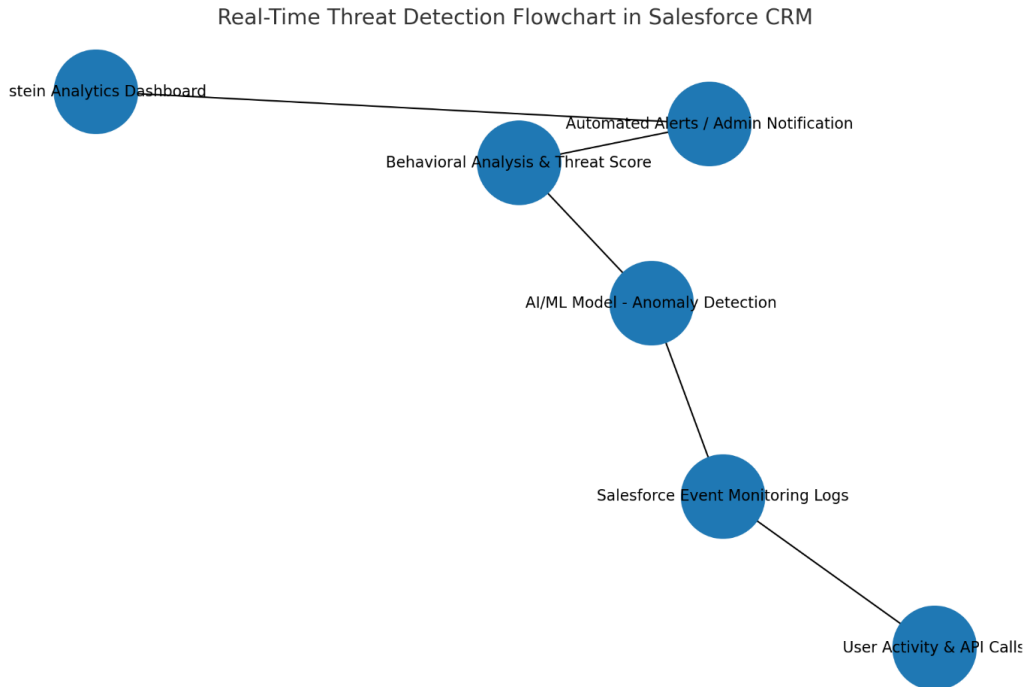 Real-Time Threat Detection Flowchart in Salesforce CRM
stein Analytics Dashboard
Automated Alerts / Admin Notification
Behavioral Analysis & Threat Score
AI/ML Model - Anomaly Detection
Salesforce Event Monitoring Logs
User Activity & API Calls